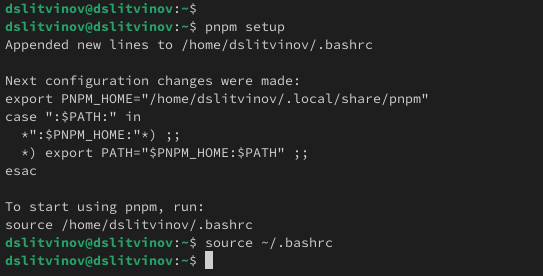 dslitvinov@dslitvinov:~$
dslitvinov@dslitvinov:~$ pnpm setup
Appended new lines to /home/dslitvinov/.bashrc

Next configuration changes were made:
export PNPM_HOME="/home/dslitvinov/.local/share/pnpm"
case ":$PATH:" in
  *":$PNPM_HOME:"*) ;;
  *) export PATH="$PNPM_HOME:$PATH" ;;
esac

To start using pnpm, run:
source /home/dslitvinov/.bashrc
dslitvinov@dslitvinov:~$ source ~/.bashrc
dslitvinov@dslitvinov:~$